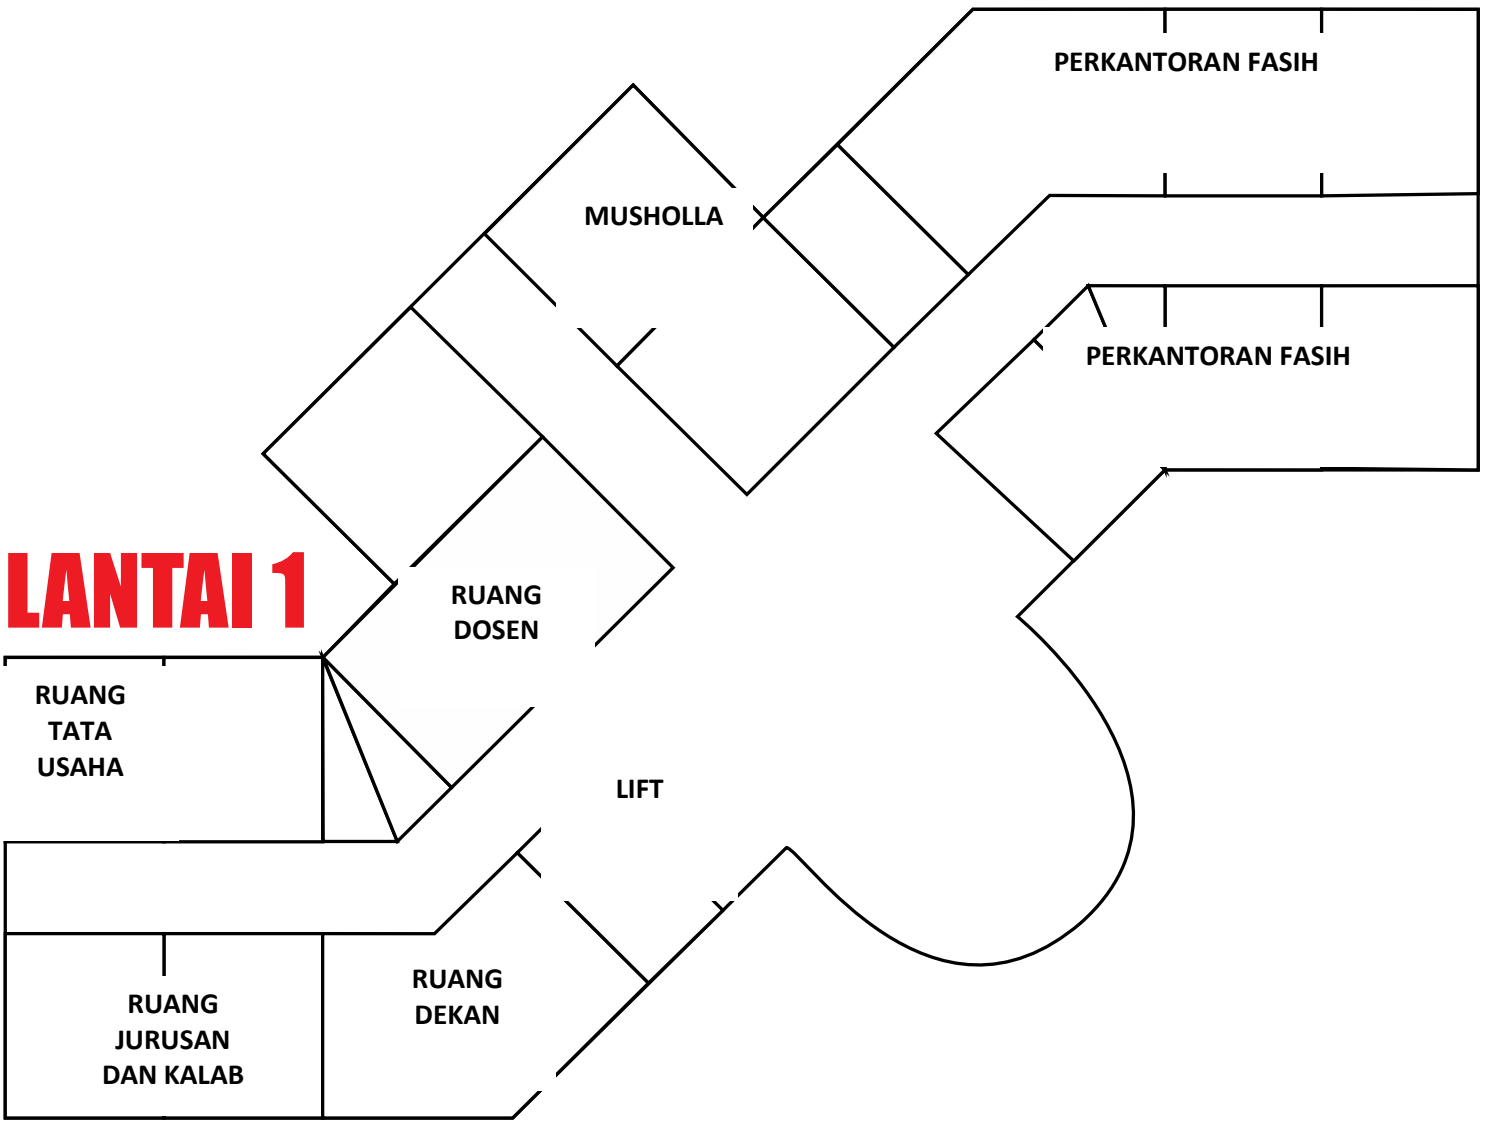 PERKANTORAN FASIH
MUSHOLLA
PERKANTORAN FASIH
LANTAI 1
RUANG
DOSEN
RUANG
TATA
USAHA
LIFT
RUANG
DEKAN
RUANG
JURUSAN
DAN KALAB